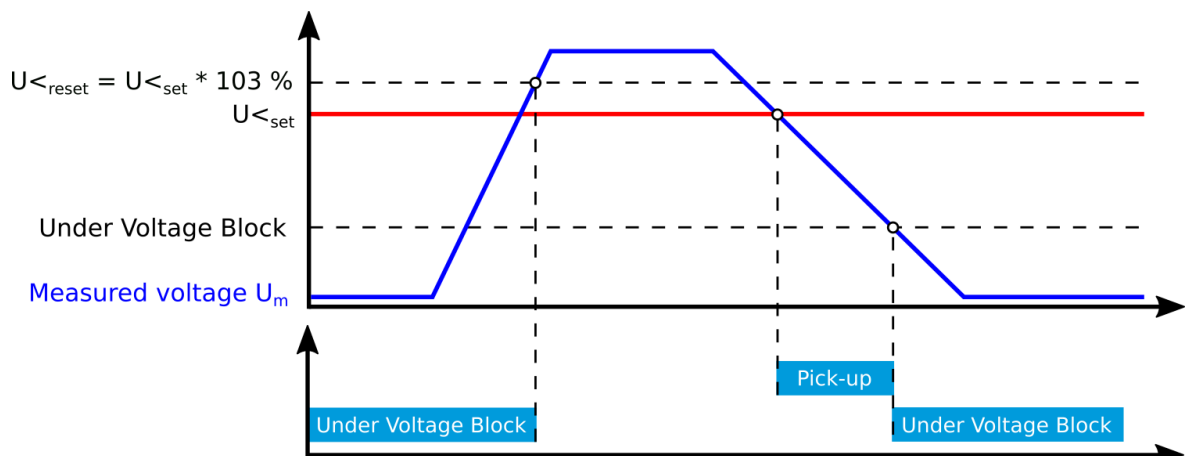 U<reset = U<set * 103 %
U<set
Under Voltage Block
Measured voltage Um
Pick-up
Under Voltage Block
Under Voltage Block